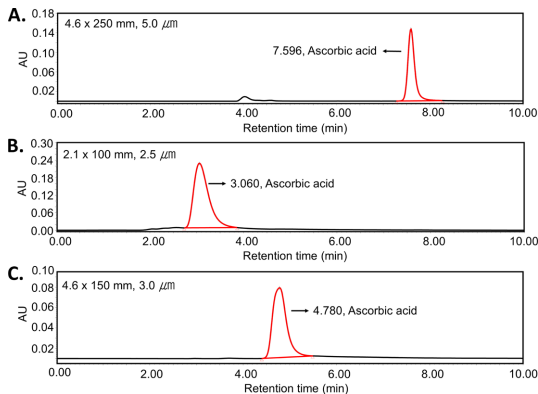 A.
4.6 x 250 mm, 5.0 ㎛
0.18
0.14
0.10
0.06
0.02
AU
7.596, Ascorbic acid
0.00 2.00 4.00 6.00 8.00 10.00
Retention time (min)
B.
2.1 x 100 mm, 2.5 ㎛
0.30
0.24
0.18
0.12
0.06
0.00
AU
3.060, Ascorbic acid
0.00 2.00 4.00 6.00 8.00 10.00
Retention time (min)
C.
4.6 x 150 mm, 3.0 ㎛
0.10
0.08
0.06
0.04
0.02
AU
4.780, Ascorbic acid
0.00 2.00 4.00 6.00 8.00 10.00
Retention time (min)